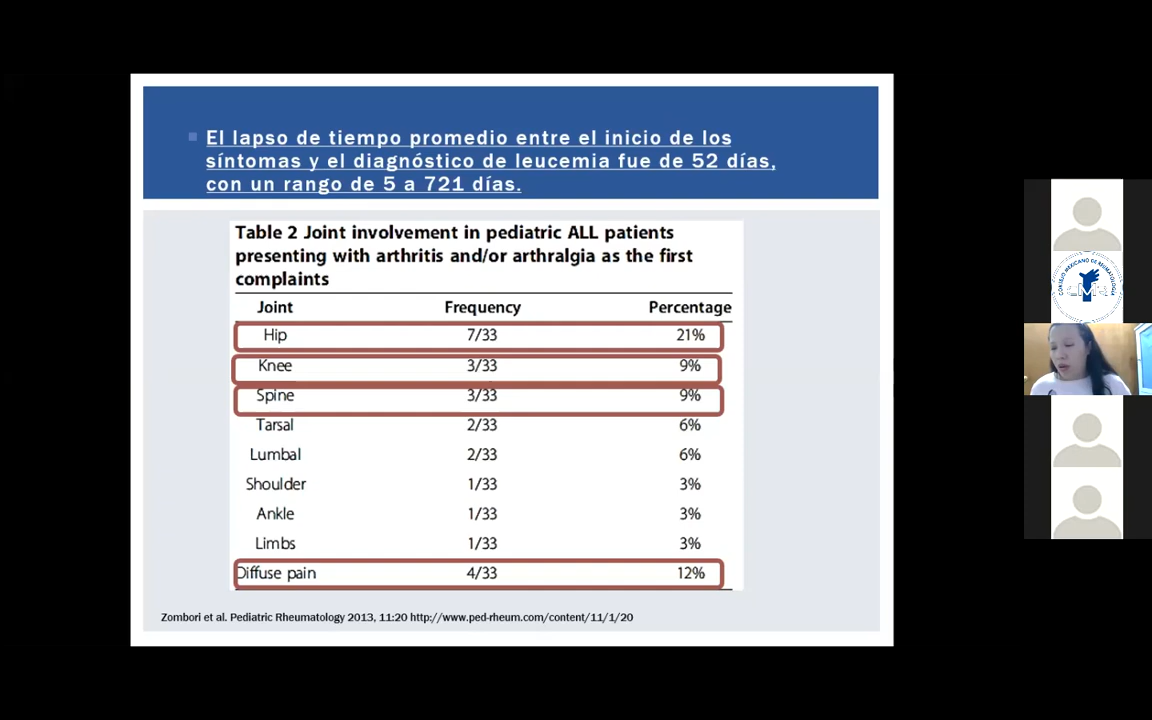 El lapso de tiempo promedio entre el inicio de los
síntomas y el diagnóstico de leucemia fue de 52 días,
con un rango de 5 a 721 días.
Table 2 Joint involvement in pediatric ALL patients
presenting with arthritis and/or arthralgia as the first
complaints
Joint Frequency Percentage
Hip 7/33 21%
Knee 3/33 9%
Spine 3/33 9%
Tarsal 2/33 6%
Lumbal 2/33 6%
Shoulder 1/33 3%
Ankle 1/33 3%
Limbs 1/33 3%
Diffuse pain 4/33 12%
Zombori et al. Pediatric Rheumatology 2013, 11:20 http://www.ped-rheum.com/content/11/1/20
CONSEJO MEXICANO DE REUMATOLOGÍA